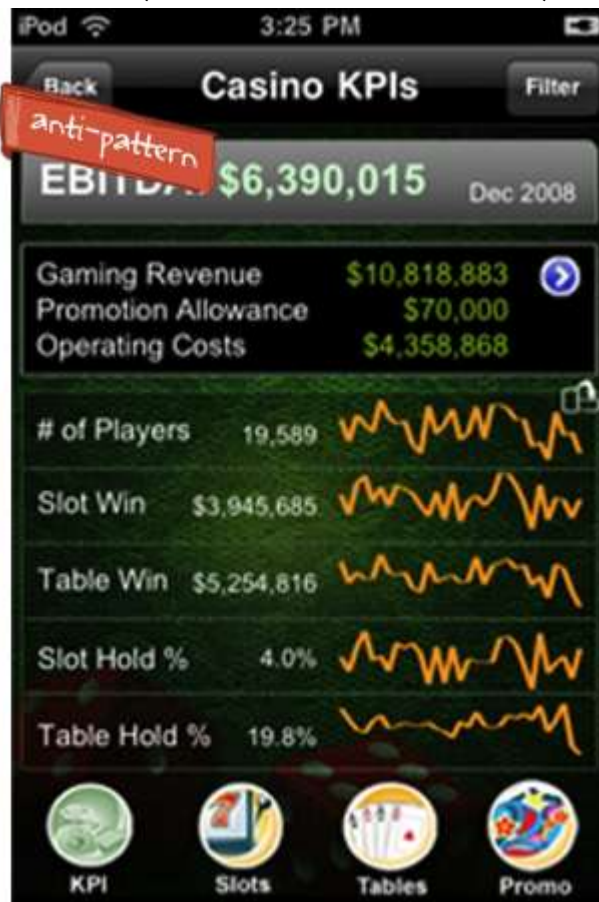 iPod 3:25 PM
Back Casino KPIs Filter
anti-pattern
$6,390,015 Dec 2008
Gaming Revenue $10,818,883
Promotion Allowance $70,000
Operating Costs $4,358,868
# of Players 19,589
Slot Win $3,945,685
Table Win $5,254,816
Slot Hold % 4.0%
Table Hold % 19.8%
KPI Slots Tables Promo